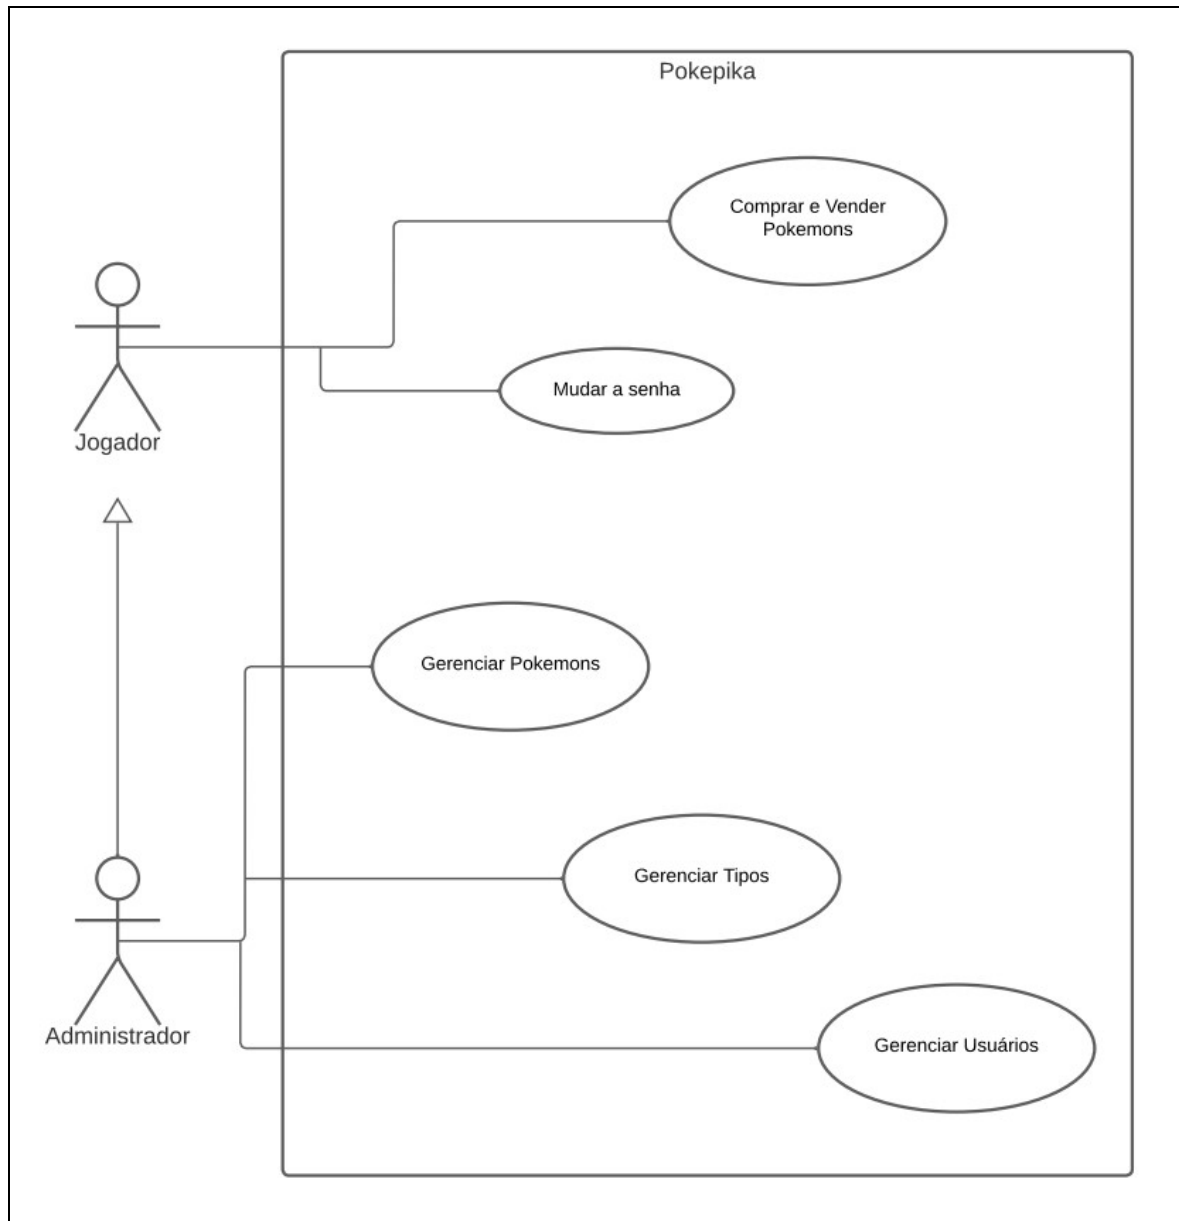 Pokepika
Comprar e Vender
Pokemons
Mudar a senha
Jogador
Gerenciar Pokemons
Gerenciar Tipos
Administrador
Gerenciar Usuários